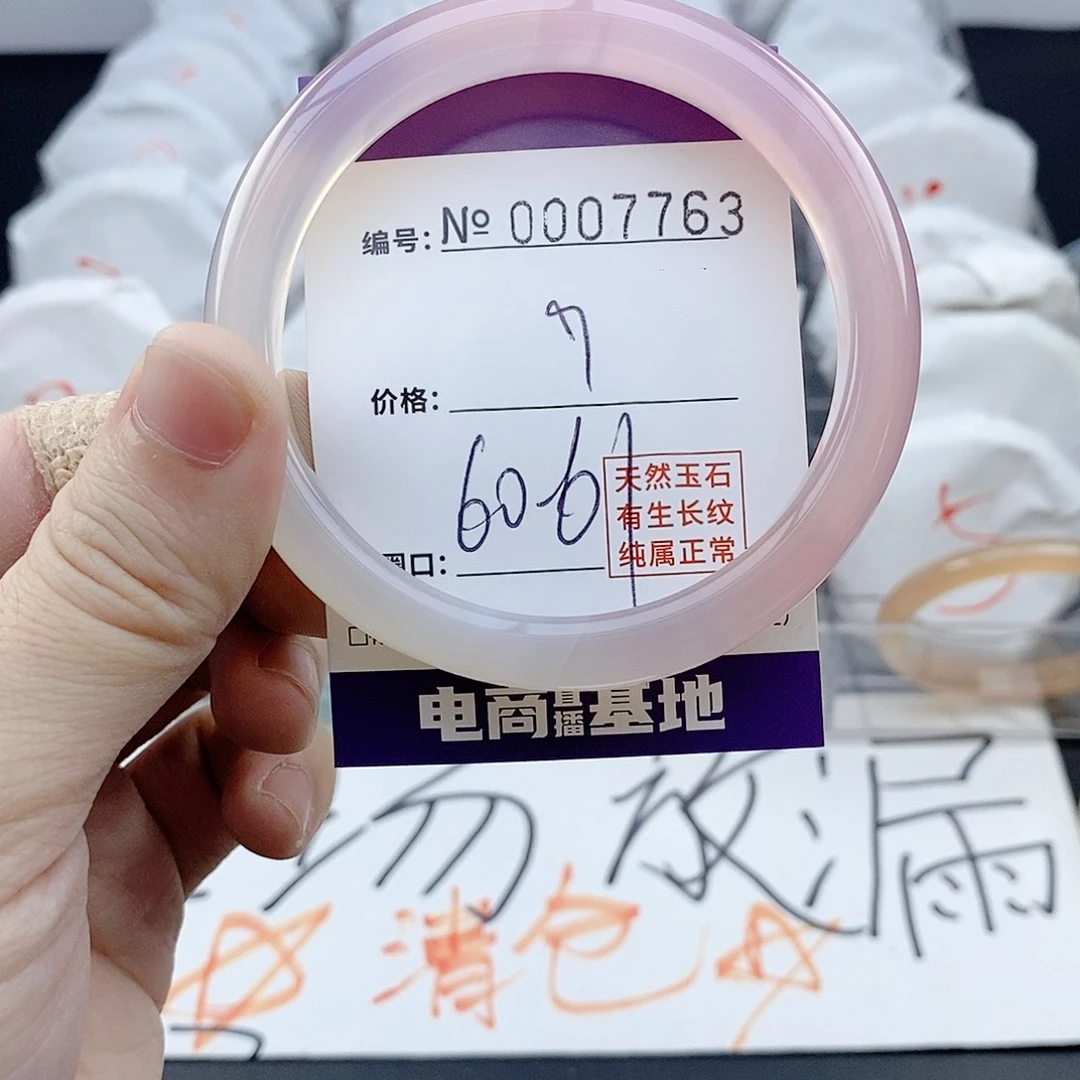 编号: № 0007763
7
价格:
60-61
天然玉石
有生长纹
纯属正常
圈口:
电商直播基地
场放漏
清仓